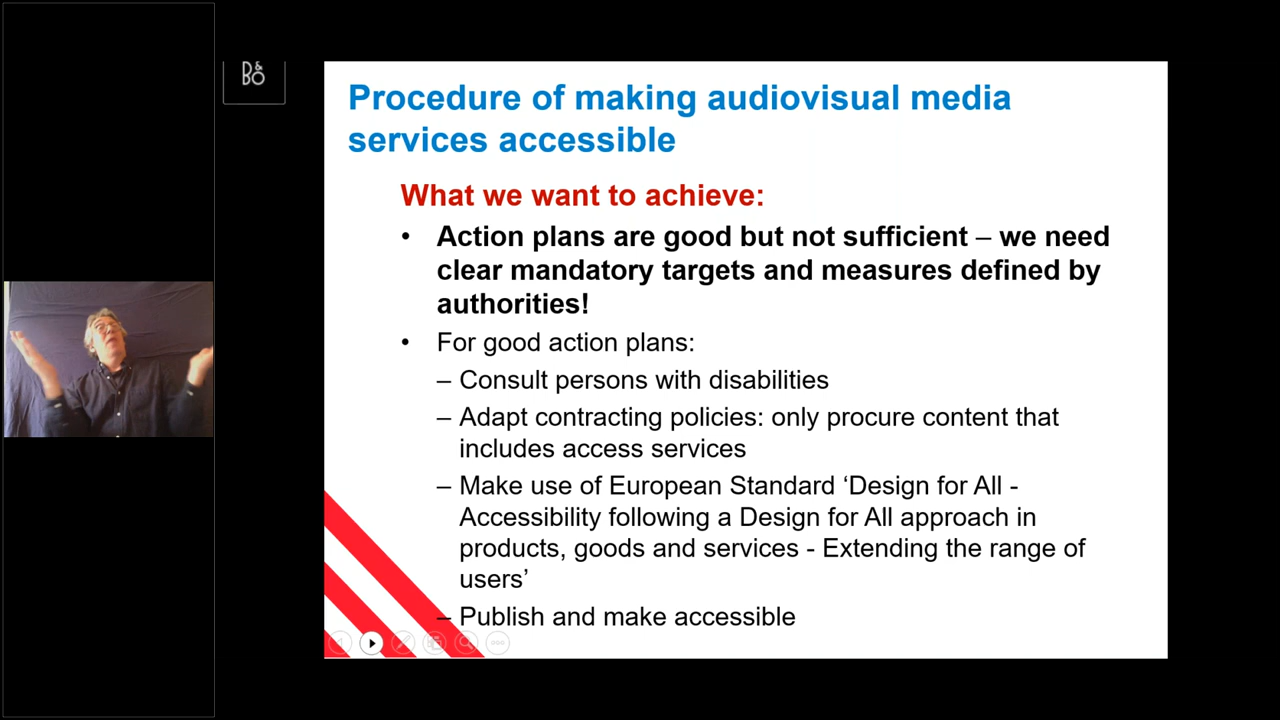 B&O
Procedure of making audiovisual media
services accessible
What we want to achieve:
• Action plans are good but not sufficient – we need
clear mandatory targets and measures defined by
authorities!
• For good action plans:
– Consult persons with disabilities
– Adapt contracting policies: only procure content that
includes access services
– Make use of European Standard ‘Design for All -
Accessibility following a Design for All approach in
products, goods and services - Extending the range of
users’
– Publish and make accessible